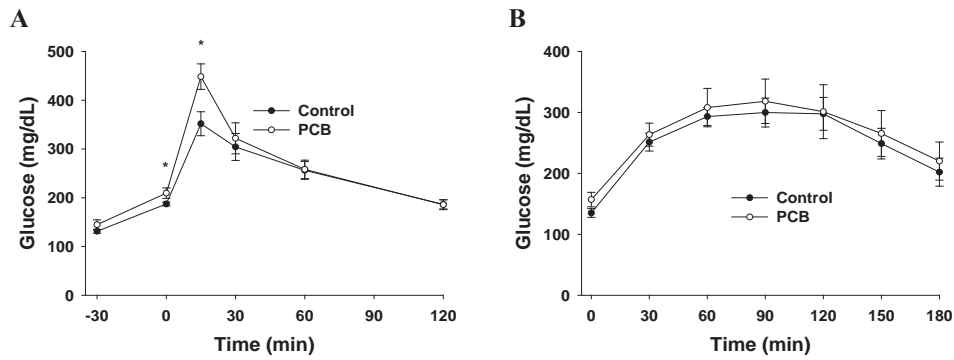 A
*
*
500
400
300
200
100
0
Glucose (mg/dL)
Control
PCB
-30 0 30 60 90 120
Time (min)
B
400
300
200
100
0
Glucose (mg/dL)
Control
PCB
0 30 60 90 120 150 180
Time (min)